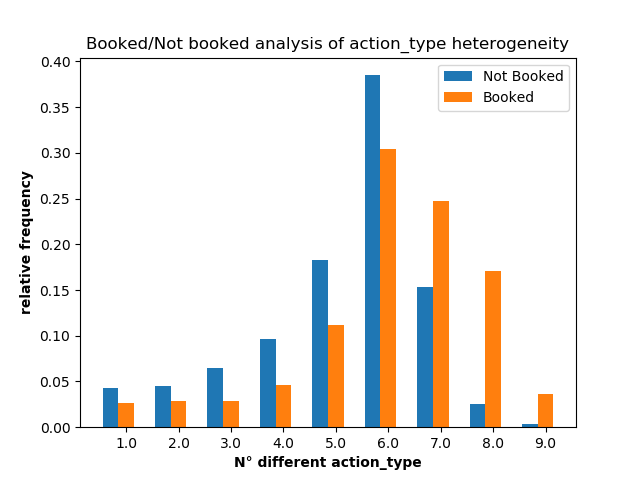 Booked/Not booked analysis of action_type heterogeneity
Not Booked
Booked
relative frequency
0.40
0.35
0.30
0.25
0.20
0.15
0.10
0.05
0.00
1.0 2.0 3.0 4.0 5.0 6.0 7.0 8.0 9.0
N° different action_type